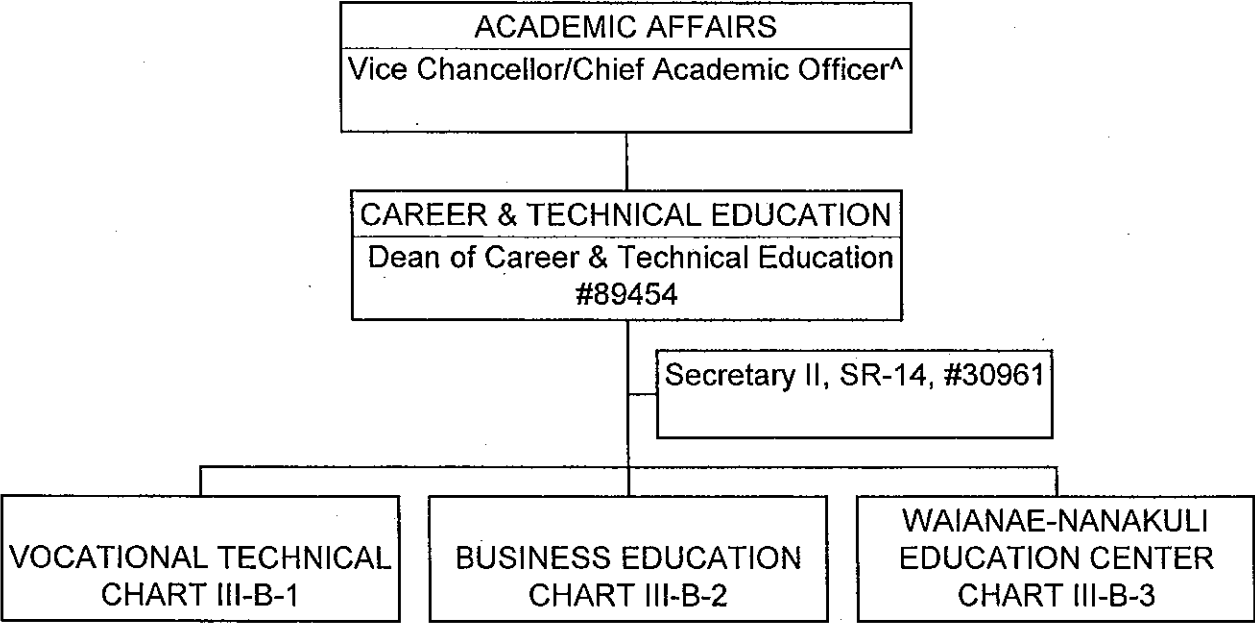 ACADEMIC AFFAIRS
Vice Chancellor/Chief Academic Officer^
CAREER & TECHNICAL EDUCATION
Dean of Career & Technical Education
#89454
Secretary II, SR-14, #30961
VOCATIONAL TECHNICAL
CHART III-B-1
BUSINESS EDUCATION
CHART III-B-2
WAIANAE-NANAKULI
EDUCATION CENTER
CHART III-B-3